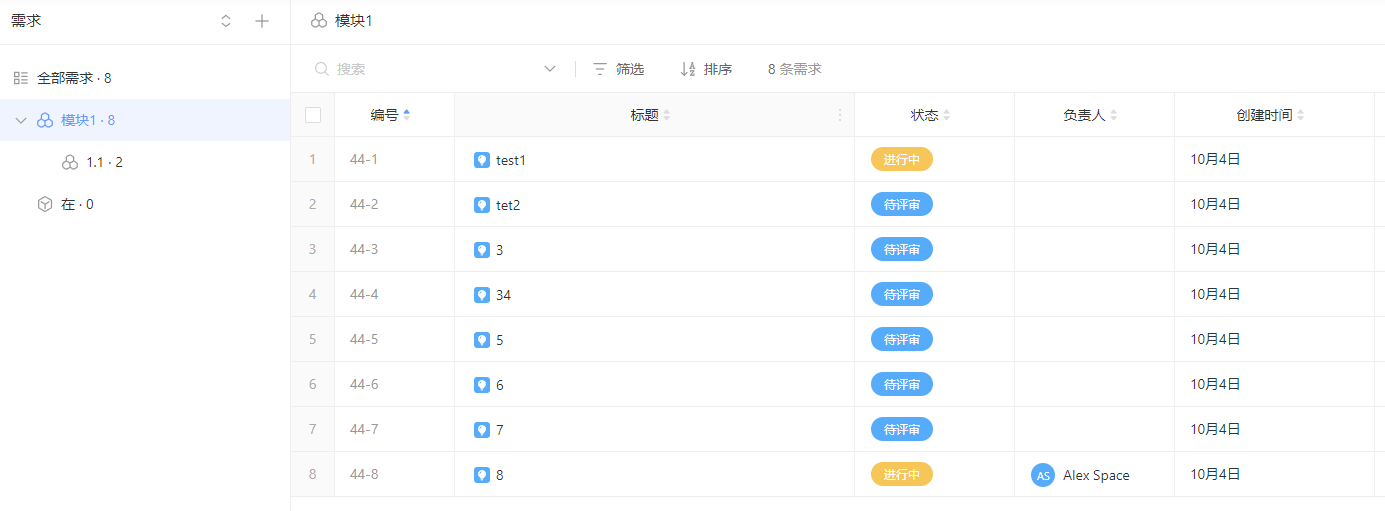 需求
模块1
全部需求 · 8
模块1 · 8
1.1 · 2
在 · 0
搜索 筛选 排序 8 条需求
编号 标题 状态 负责人 创建时间
1 44-1 test1 进行中 10月4日
2 44-2 tet2 待评审 10月4日
3 44-3 3 待评审 10月4日
4 44-4 34 待评审 10月4日
5 44-5 5 待评审 10月4日
6 44-6 6 待评审 10月4日
7 44-7 7 待评审 10月4日
8 44-8 8 进行中 AS Alex Space 10月4日